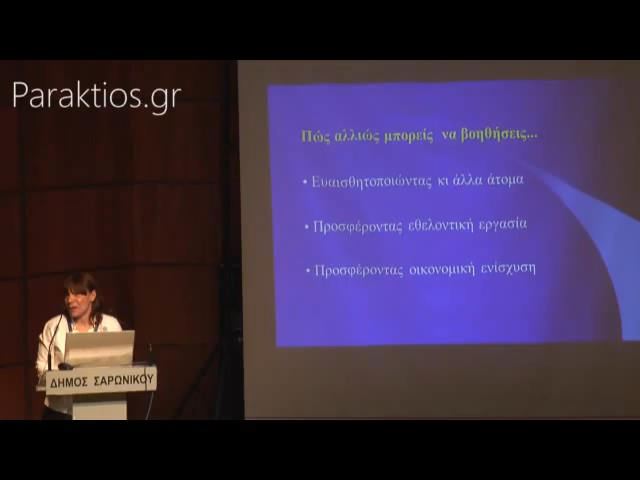 Paraktios.gr
Πώς αλλιώς μπορείς να βοηθήσεις...
• Ευαισθητοποιώντας κι άλλα άτομα
• Προσφέροντας εθελοντική εργασία
• Προσφέροντας οικονομική ενίσχυση
ΔΗΜΟΣ ΣΑΡΩΝΙΚΟΥ